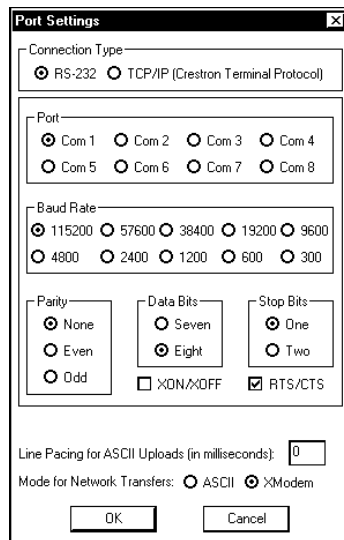 Port Settings
Connection Type
RS-232 TCP/IP (Crestron Terminal Protocol)
Port
Com 1 Com 2 Com 3 Com 4
Com 5 Com 6 Com 7 Com 8
Baud Rate
115200 57600 38400 19200 9600
4800 2400 1200 600 300
Parity
None
Even
Odd
Data Bits
Seven
Eight
Stop Bits
One
Two
XON/XOFF RTS/CTS
Line Pacing for ASCII Uploads (in milliseconds): 0
Mode for Network Transfers: ASCII XModem
OK Cancel